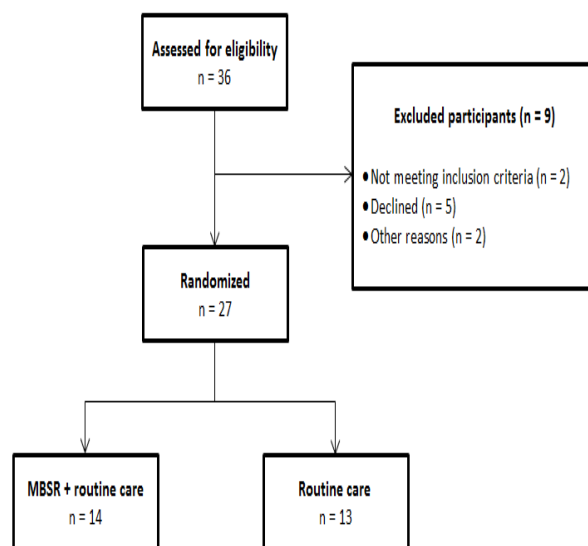 Assessed for eligibility
n = 36
Excluded participants (n = 9)
●Not meeting inclusion criteria (n = 2)
●Declined (n = 5)
●Other reasons (n = 2)
Randomized
n = 27
MBSR + routine care
n = 14
Routine care
n = 13